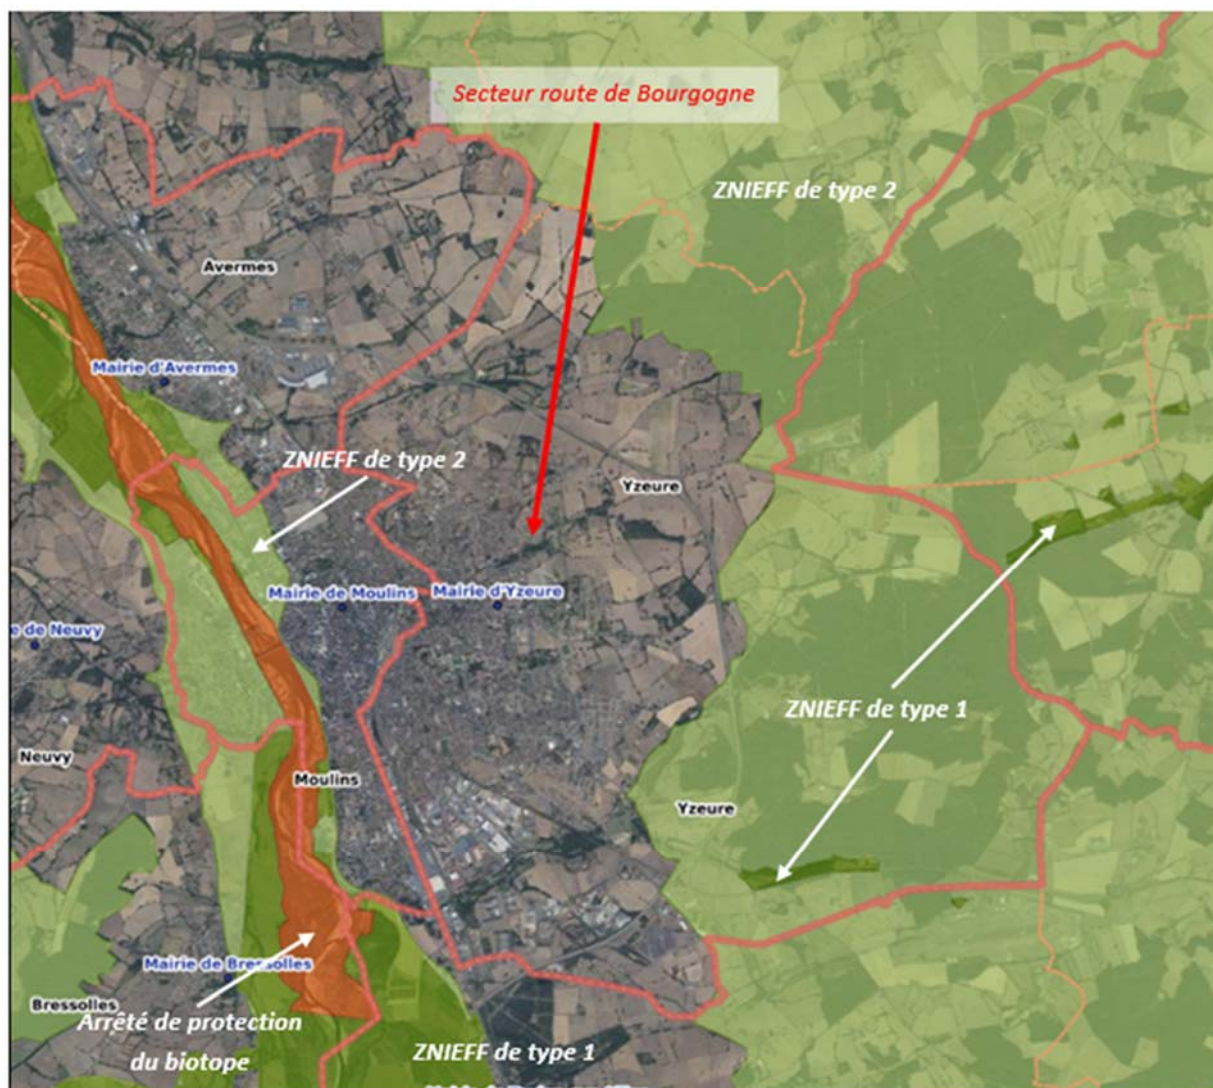 Secteur route de Bourgogne
ZNIEFF de type 2
Avermes
Mairie d'Avermes
ZNIEFF de type 2
Yzeure
Mairie de Moulins
Mairie d'Yzeure
e de Neuvy
ZNIEFF de type 1
Neuvy
Moulins
Yzeure
Mairie de Bressolles
Bressolles
Arrêté de protection
du biotope
ZNIEFF de type 1